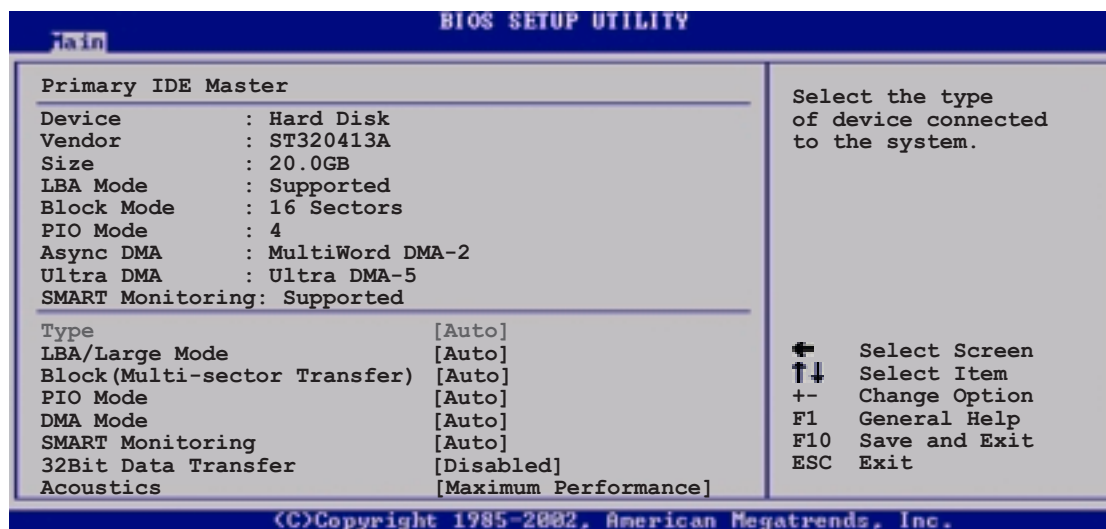 BIOS SETUP UTILITY
Main
Primary IDE Master
Device : Hard Disk
Vendor : ST320413A
Size : 20.0GB
LBA Mode : Supported
Block Mode : 16 Sectors
PIO Mode : 4
Async DMA : MultiWord DMA-2
Ultra DMA : Ultra DMA-5
SMART Monitoring: Supported
Type [Auto]
LBA/Large Mode [Auto]
Block(Multi-sector Transfer) [Auto]
PIO Mode [Auto]
DMA Mode [Auto]
SMART Monitoring [Auto]
32Bit Data Transfer [Disabled]
Acoustics [Maximum Performance]
Select the type
of device connected
to the system.
← Select Screen
↑↓ Select Item
+- Change Option
F1 General Help
F10 Save and Exit
ESC Exit
(C)Copyright 1985-2002, American Megatrends, Inc.